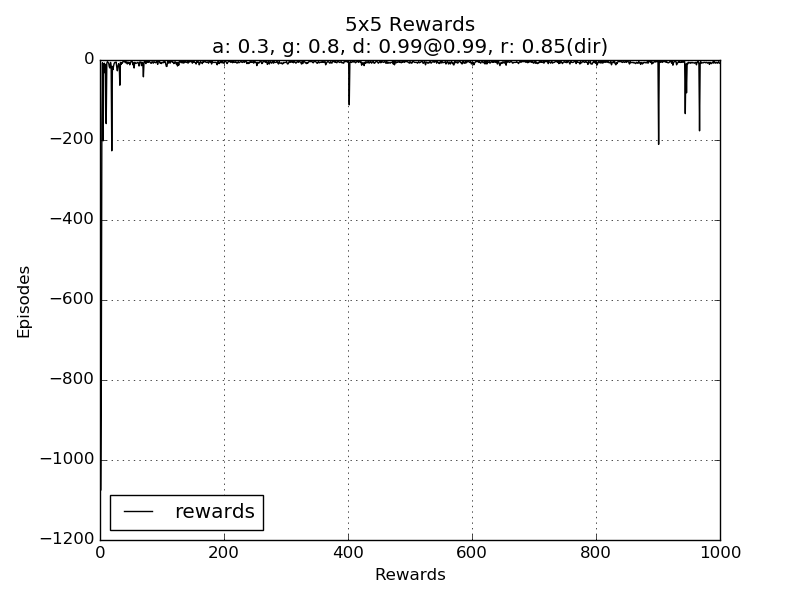 5x5 Rewards
a: 0.3, g: 0.8, d: 0.99@0.99, r: 0.85(dir)
0
−200
−400
−600
−800
−1000
−1200
Episodes
rewards
0 200 400 600 800 1000
Rewards